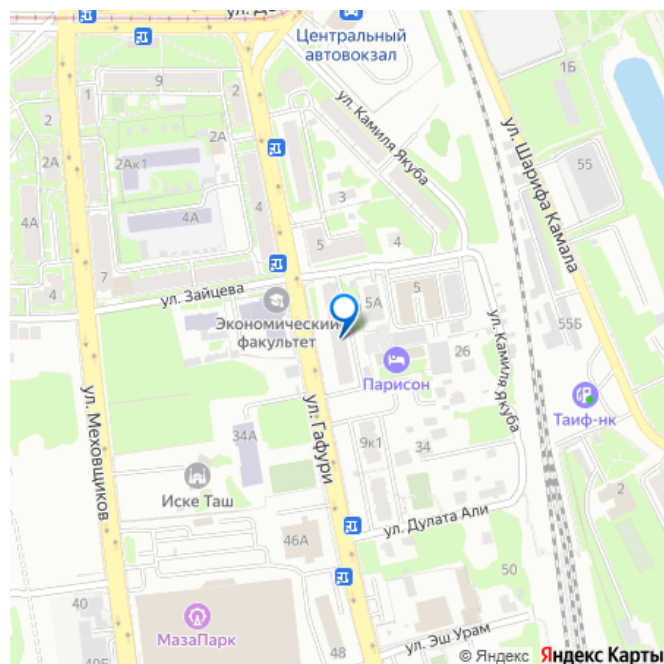 ул. Де
Центральный
автовокзал
1Б
9
1
2
2
ул. Камиля Якуба
ул. Шарифа Камала
2А
2Ак1
2А
55
3
4А
4А
4
5
4
7
4
ул. Зайцева
5А
5
Экономический
факультет
ул. Камиля Якуба
55Б
26
Парисон
Таиф-нк
ул. Меховщиков
ул. Гафури
34А
9к1
34
Иске Таш
2
46А
ул. Дулата Али
50
40
МазаПарк
48
ул. Эш Урам
40Б
© Яндекс Яндекс Карты